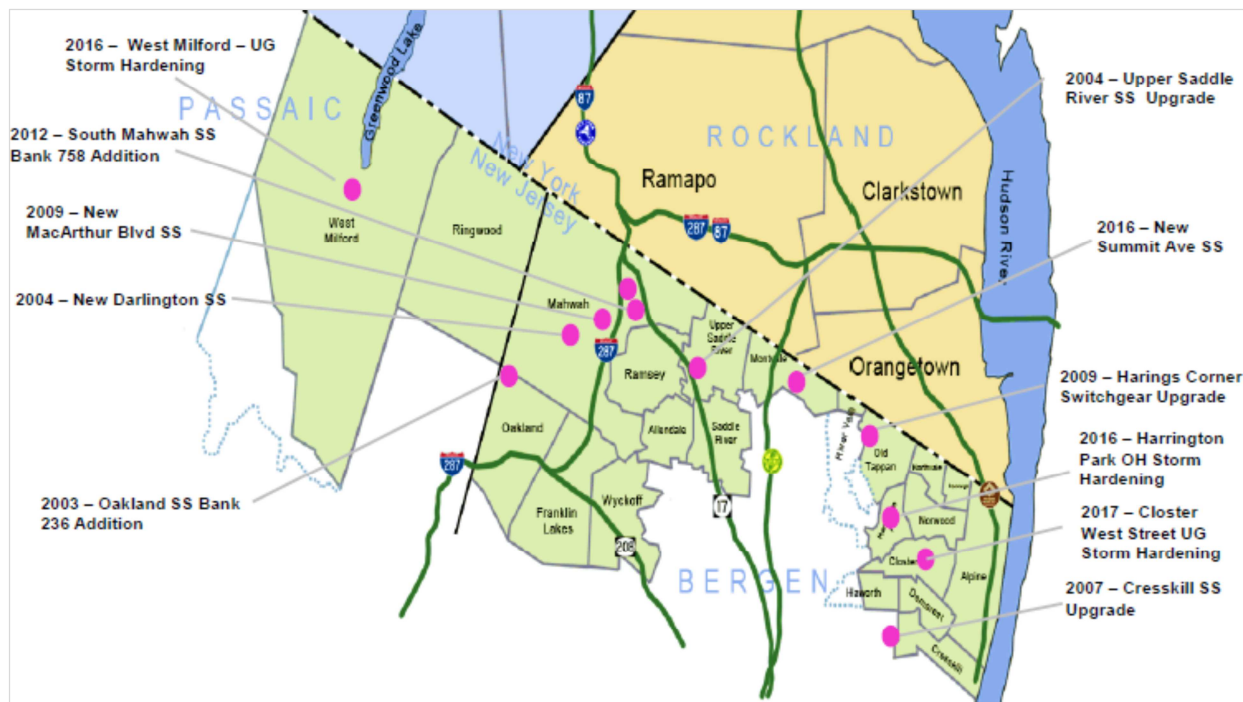 2016 – West Milford – UG
Storm Hardening
2012 – South Mahwah SS
Bank 758 Addition
2009 – New
MacArthur Blvd SS
2004 – New Darlington SS
2003 – Oakland SS Bank
236 Addition
2004 – Upper Saddle
River SS Upgrade
2016 – New
Summit Ave SS
2009 – Harings Corner
Switchgear Upgrade
2016 – Harrington
Park OH Storm
Hardening
2017 – Closter
West Street UG
Storm Hardening
2007 – Cresskill SS
Upgrade
PASSAIC
Greenwood Lake
New York
New Jersey
ROCKLAND
BERGEN
Hudson River
87
Ramapo
Clarkstown
287
87
Orangetown
West
Milford
Ringwood
Mahwah
287
Ramsey
Upper
Saddle
River
Montvale
Oakland
Allendale
Saddle
River
River Vale
Old
Tappan
Northvale
287
Franklin
Lakes
Wyckoff
208
17
Norwood
Closter
Alpine
Haworth
Demarest
Cresskill